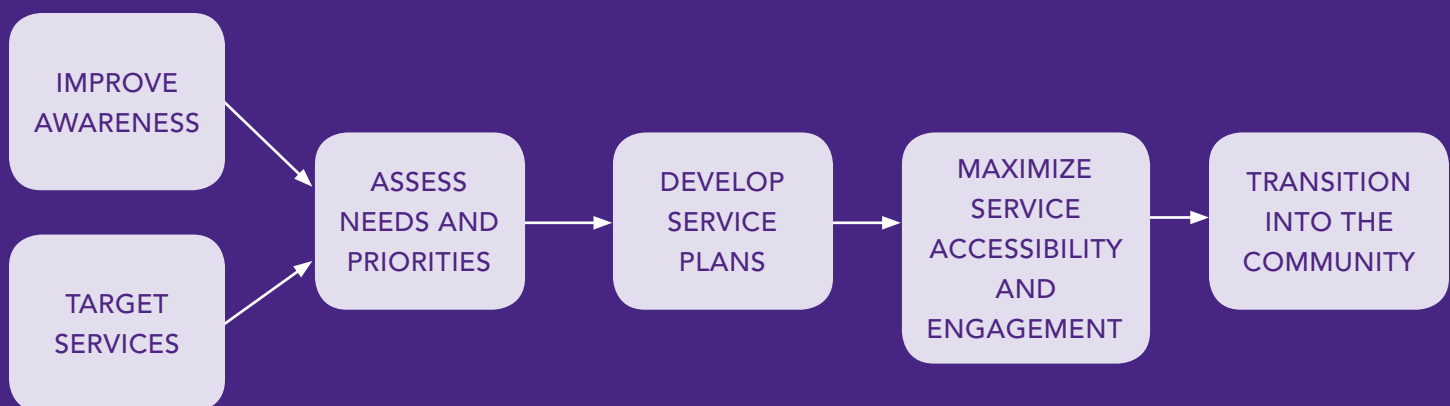 IMPROVE
AWARENESS
TARGET
SERVICES
ASSESS
NEEDS AND
PRIORITIES
DEVELOP
SERVICE
PLANS
MAXIMIZE
SERVICE
ACCESSIBILITY
AND
ENGAGEMENT
TRANSITION
INTO THE
COMMUNITY